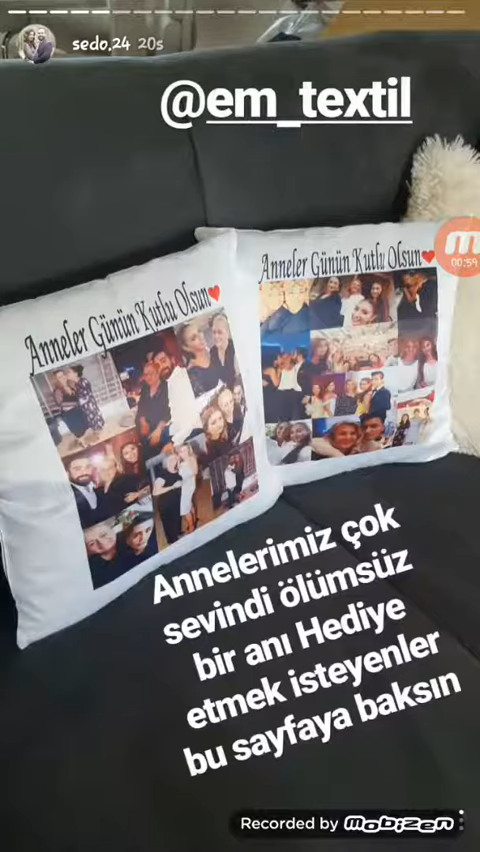 sedo.24 20s
@em_textil
Anneler Günün Kutlu Olsun❤
Anneler Günün Kutlu Olsun❤
00:59
Annelerimiz çok
sevindi ölümsüz
bir anı Hediye
etmek isteyenler
bu sayfaya baksın
Recorded by mobizen